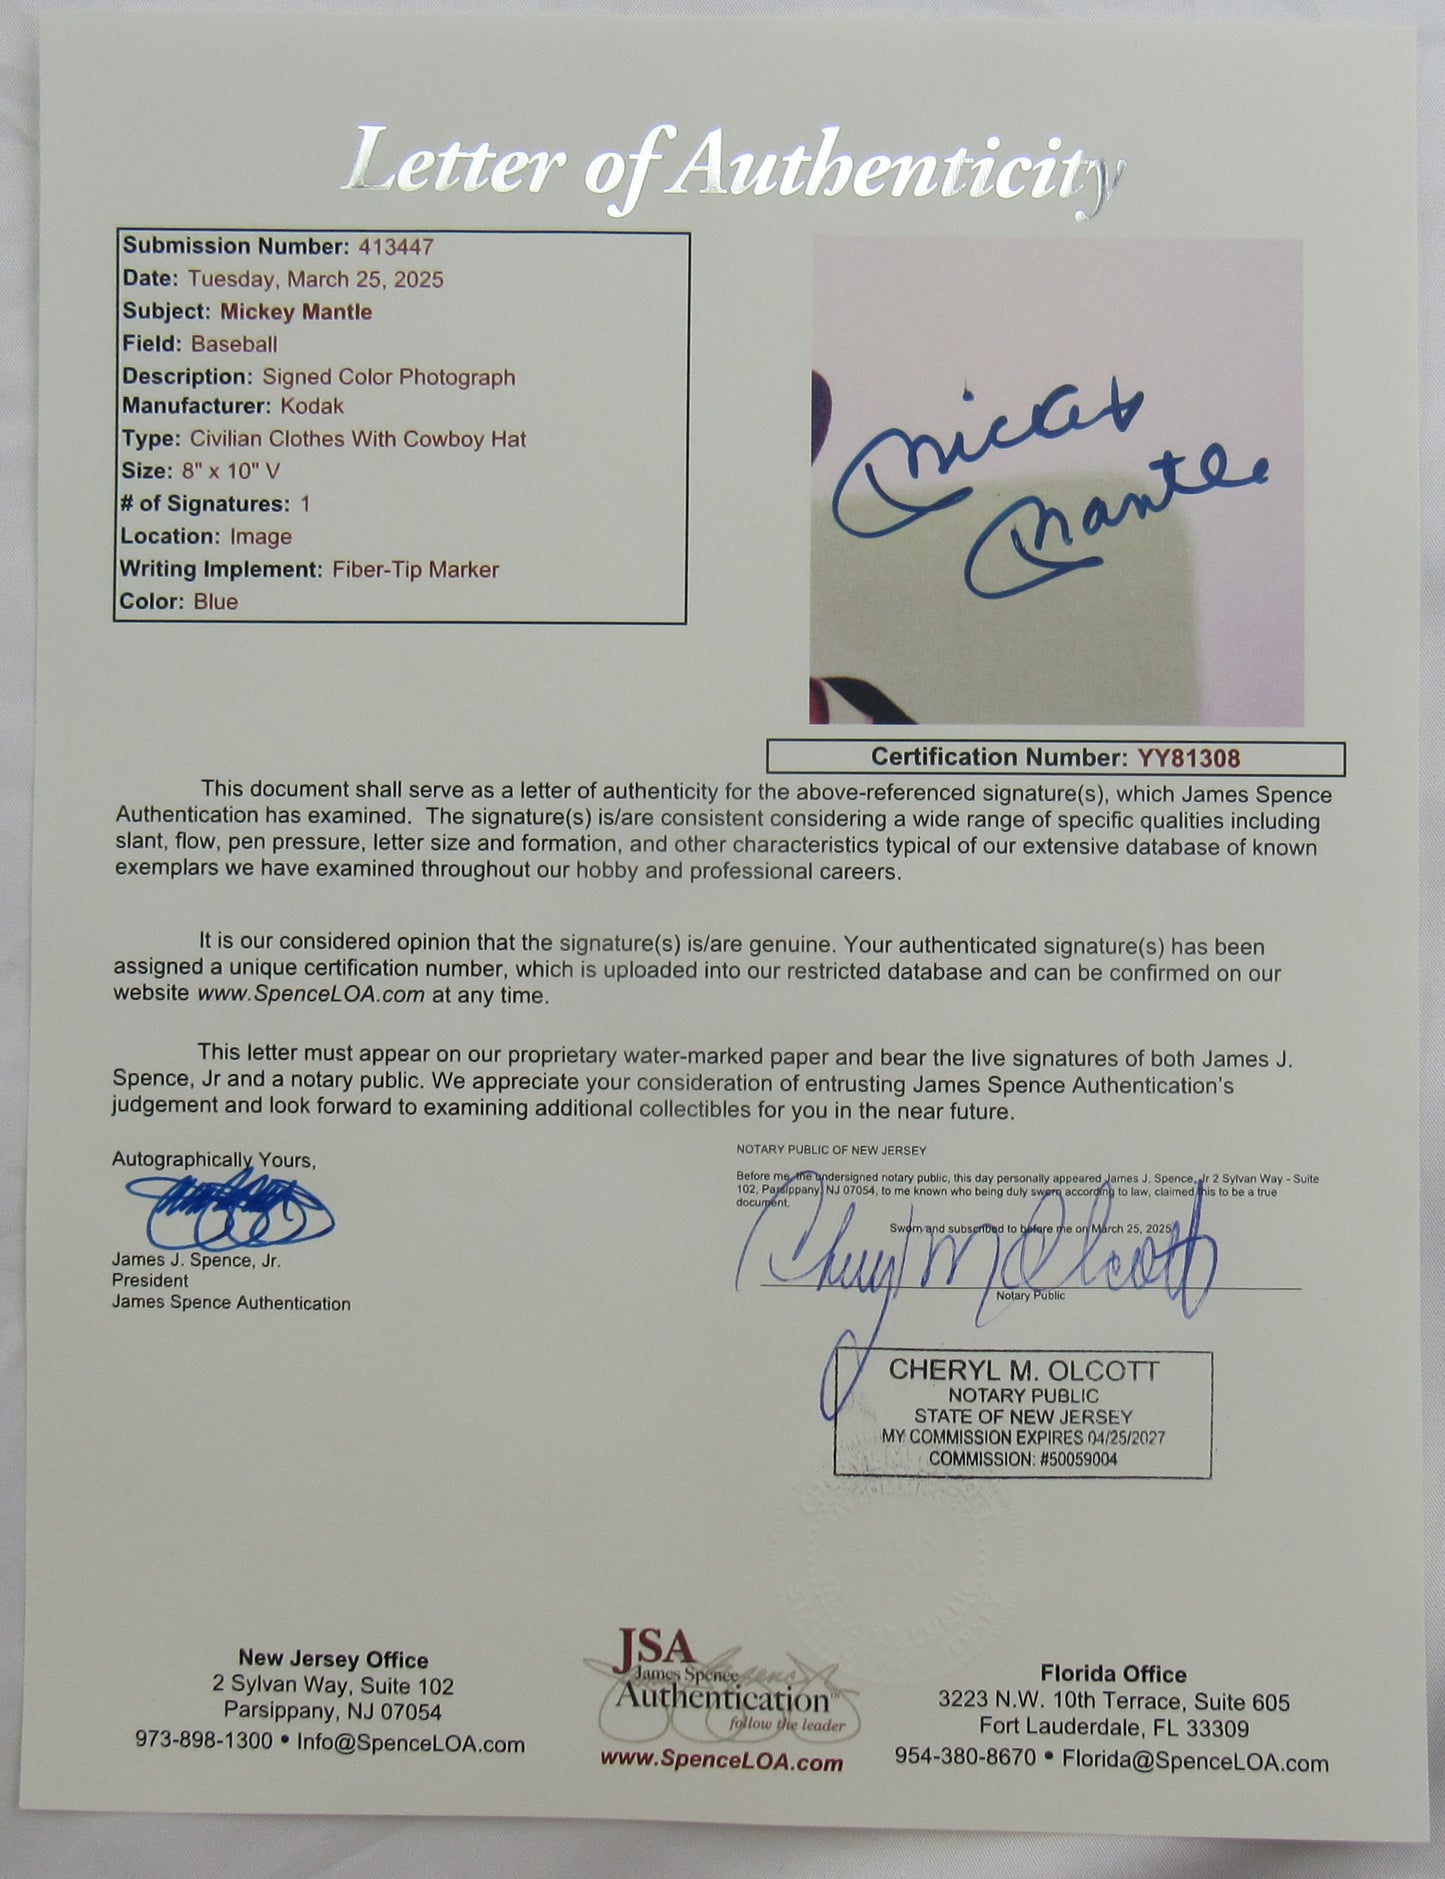 Letter of Authenticity
Submission Number: 413447
Date: Tuesday, March 25, 2025
Subject: Mickey Mantle
Field: Baseball
Description: Signed Color Photograph
Manufacturer: Kodak
Type: Civilian Clothes With Cowboy Hat
Size: 8" x 10" V
# of Signatures: 1
Location: Image
Writing Implement: Fiber-Tip Marker
Color: Blue
Mickey
Mantle
Certification Number: YY81308
This document shall serve as a letter of authenticity for the above-referenced signature(s), which James Spence
Authentication has examined. The signature(s) is/are consistent considering a wide range of specific qualities including
slant, flow, pen pressure, letter size and formation, and other characteristics typical of our extensive database of known
exemplars we have examined throughout our hobby and professional careers.
It is our considered opinion that the signature(s) is/are genuine. Your authenticated signature(s) has been
assigned a unique certification number, which is uploaded into our restricted database and can be confirmed on our
website www.SpenceLOA.com at any time.
This letter must appear on our proprietary water-marked paper and bear the live signatures of both James J.
Spence, Jr and a notary public. We appreciate your consideration of entrusting James Spence Authentication's
judgement and look forward to examining additional collectibles for you in the near future.
Autographically Yours,
James J. Spence, Jr.
President
James Spence Authentication
NOTARY PUBLIC OF NEW JERSEY
Before me, the undersigned notary public, this day personally appeared James J. Spence, Jr 2 Sylvan Way - Suite
102, Parsippany, NJ 07054, to me known who being duly sworn according to law, claimed this to be a true
document.
Sworn and subscribed to before me on March 25, 2025
Cheryl M Olcott
Notary Public
CHERYL M. OLCOTT
NOTARY PUBLIC
STATE OF NEW JERSEY
MY COMMISSION EXPIRES 04/25/2027
COMMISSION: #50059004
New Jersey Office
2 Sylvan Way, Suite 102
Parsippany, NJ 07054
973-898-1300 • Info@SpenceLOA.com
JSA
James Spence
Authentication™
follow the leader
www.SpenceLOA.com
Florida Office
3223 N.W. 10th Terrace, Suite 605
Fort Lauderdale, FL 33309
954-380-8670 • Florida@SpenceLOA.com